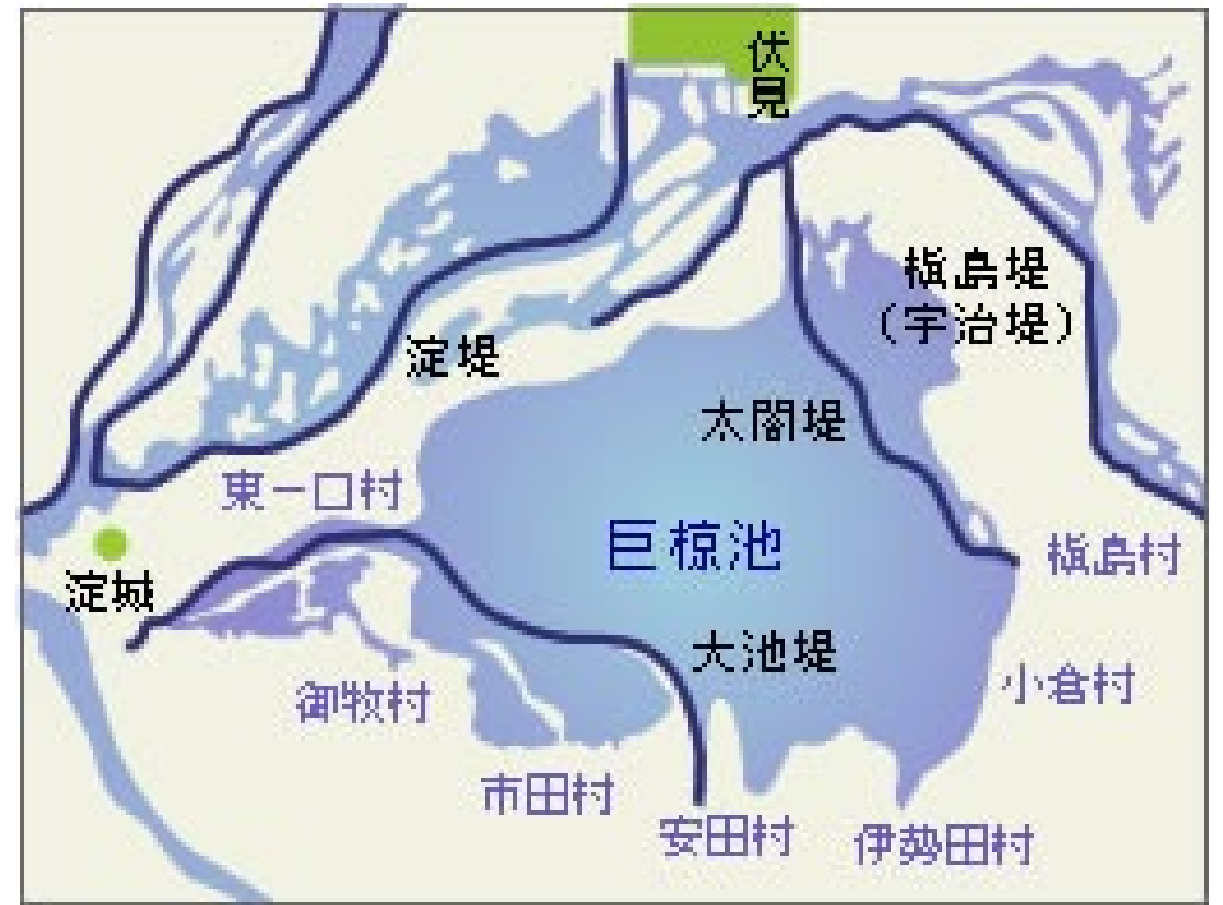 伏見
槇島堤
(宇治堤)
淀堤
太閤堤
東一口村
巨椋池
槇島村
淀城
大池堤
小倉村
御牧村
市田村
安田村
伊勢田村